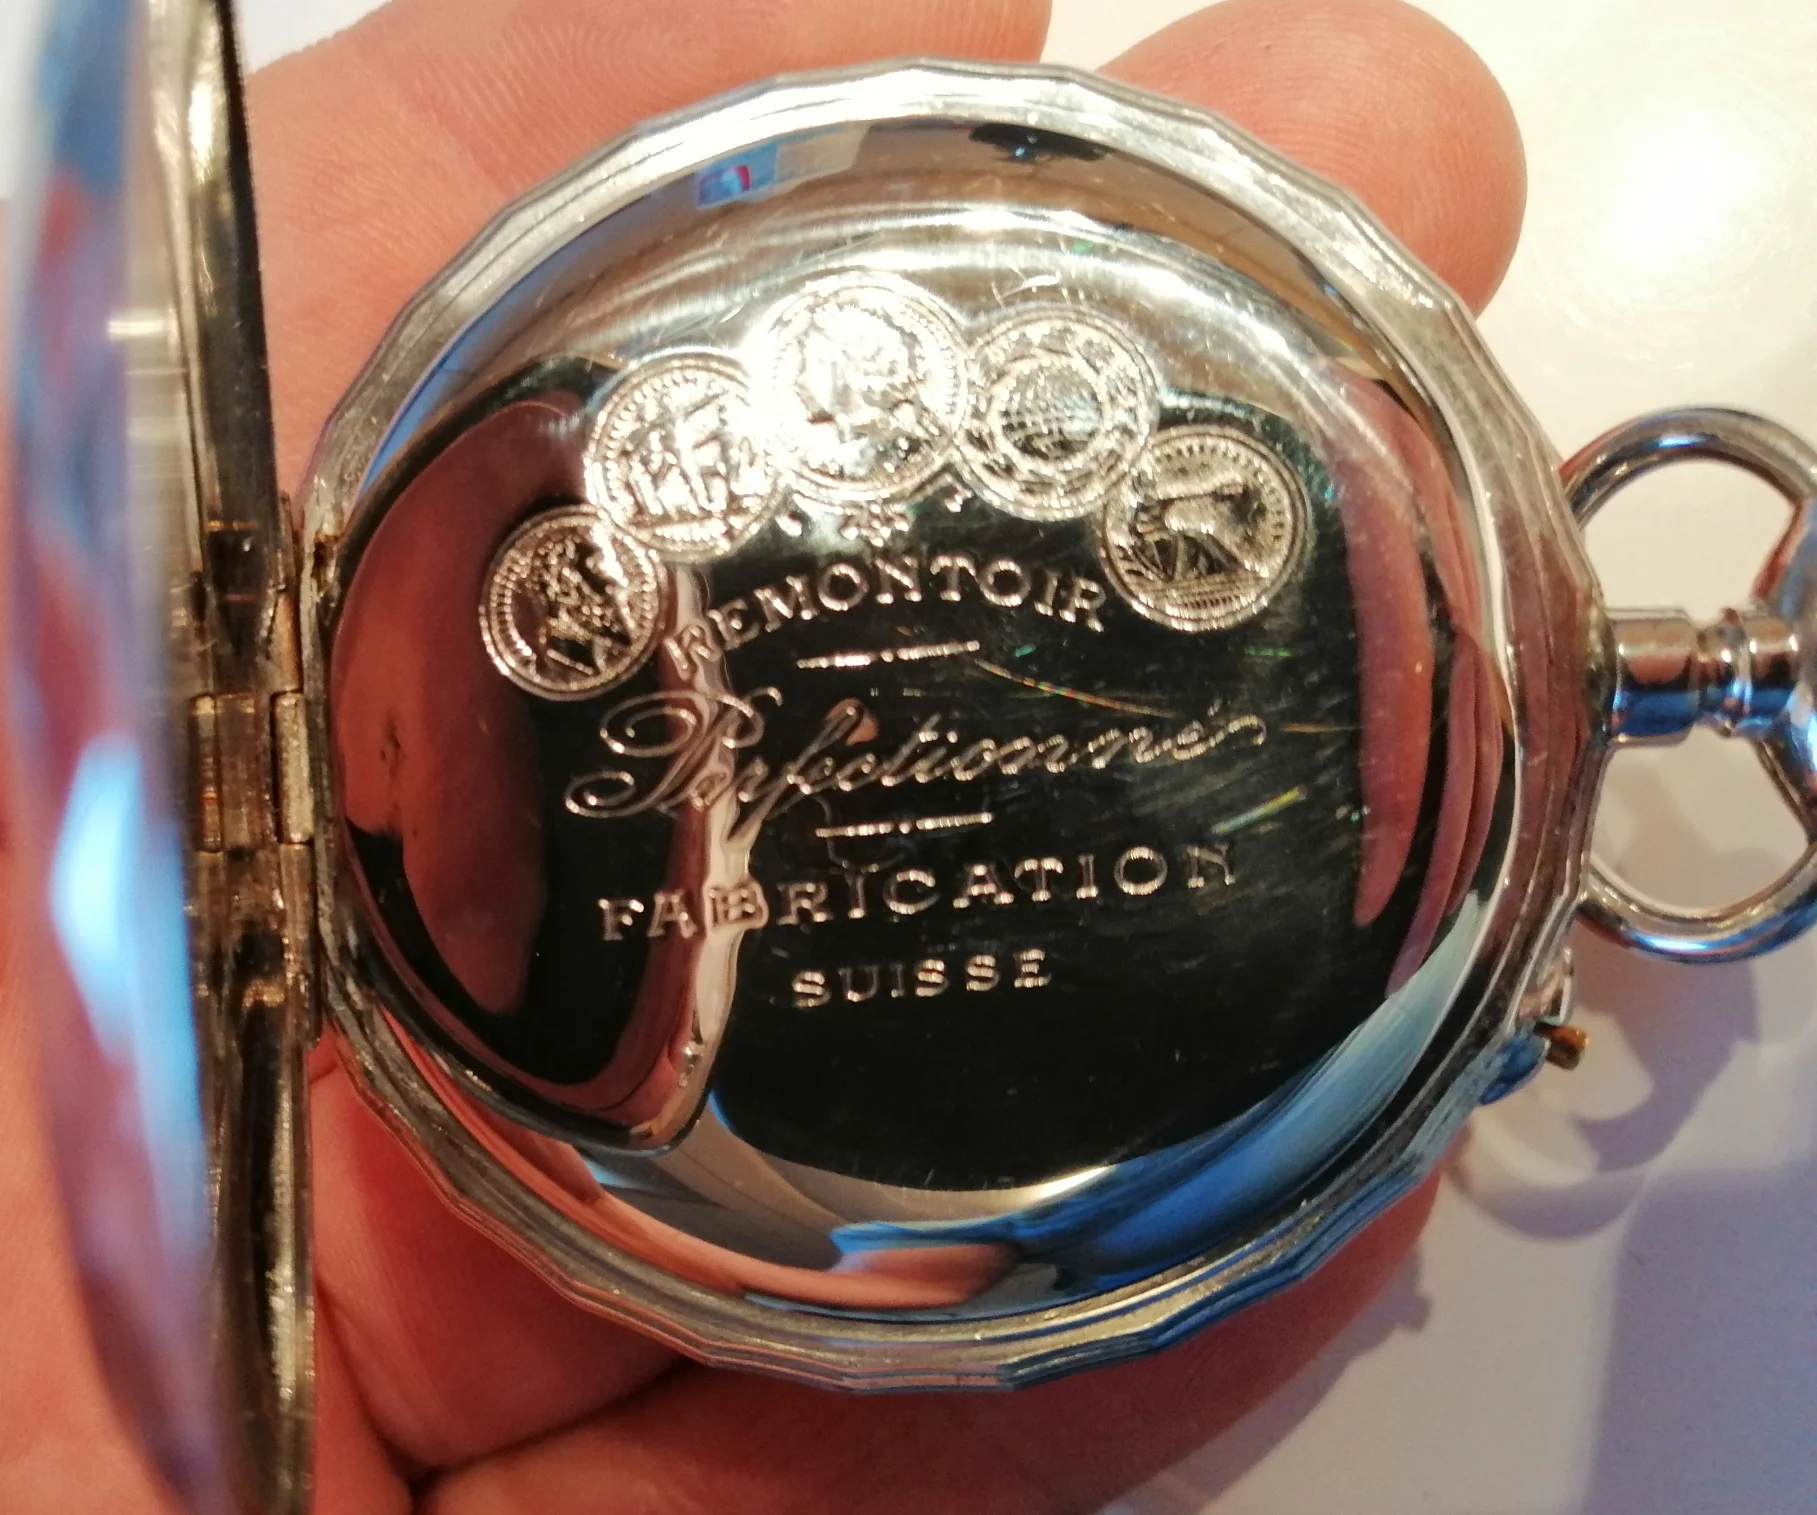 REMONTOIR
Perfectionné
FABRICATION
SUISSE